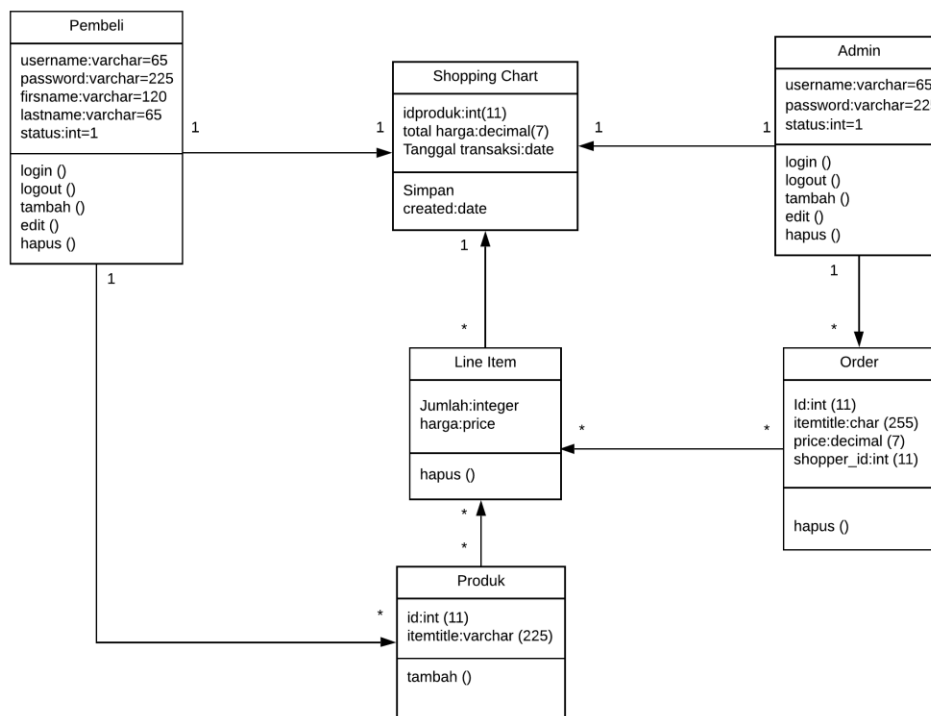 Pembeli
username:varchar=65
password:varchar=225
firsname:varchar=120
lastname:varchar=65
status:int=1
login ()
logout ()
tambah ()
edit ()
hapus ()
1
1
Shopping Chart
idproduk:int(11)
total harga:decimal(7)
Tanggal transaksi:date
Simpan
created:date
1
1
Admin
username:varchar=65
password:varchar=225
status:int=1
login ()
logout ()
tambah ()
edit ()
hapus ()
1
1
1
*
*
Line Item
Jumlah:integer
harga:price
hapus ()
*
*
Order
Id:int (11)
itemtitle:char (255)
price:decimal (7)
shopper_id:int (11)
hapus ()
*
*
*
Produk
id:int (11)
itemtitle:varchar (225)
tambah ()